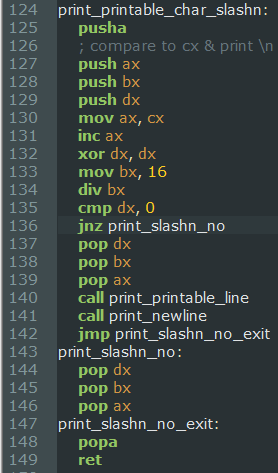 124 print_printable_char_slashn:
125 pusha
126 ; compare to cx & print \n
127 push ax
128 push bx
129 push dx
130 mov ax, cx
131 inc ax
132 xor dx, dx
133 mov bx, 16
134 div bx
135 cmp dx, 0
136 jnz print_slashn_no
137 pop dx
138 pop bx
139 pop ax
140 call print_printable_line
141 call print_newline
142 jmp print_slashn_no_exit
143 print_slashn_no:
144 pop dx
145 pop bx
146 pop ax
147 print_slashn_no_exit:
148 popa
149 ret